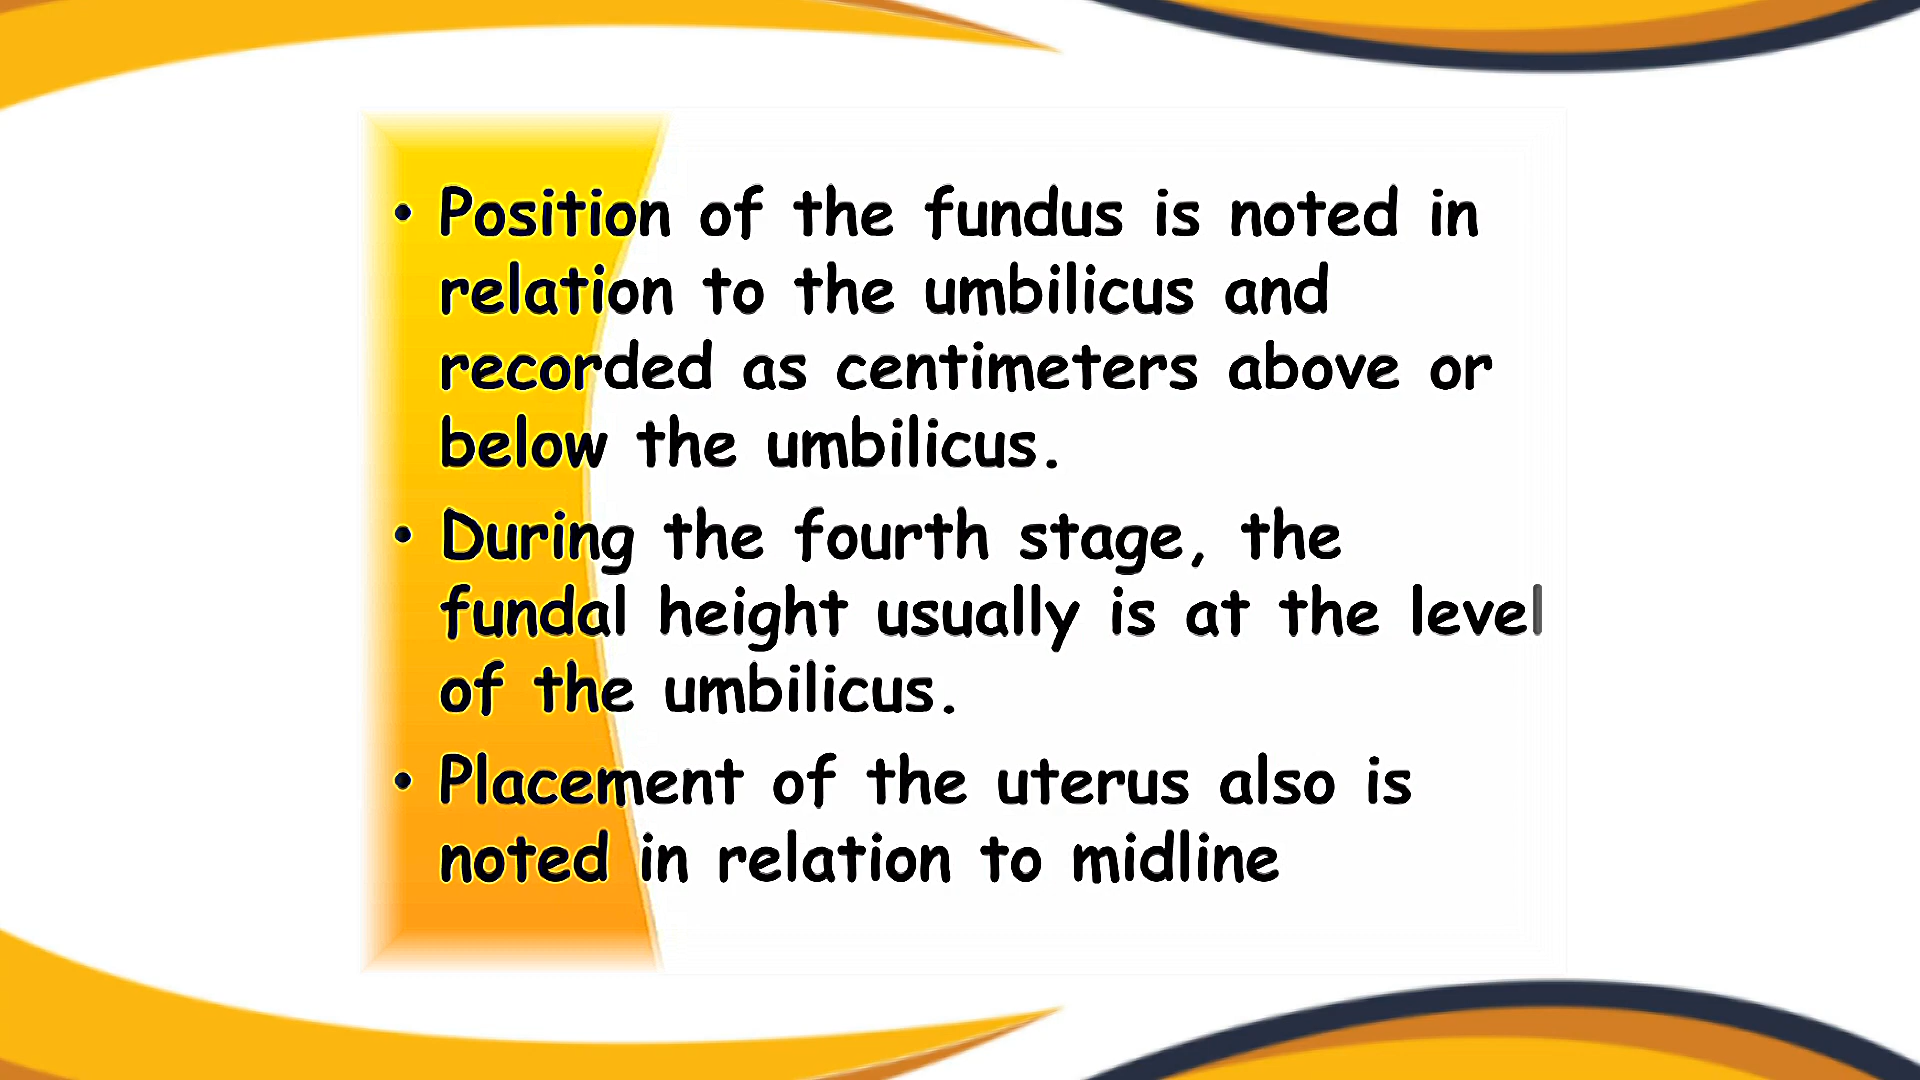 • Position of the fundus is noted in
relation to the umbilicus and
recorded as centimeters above or
below the umbilicus.
• During the fourth stage, the
fundal height usually is at the level
of the umbilicus.
• Placement of the uterus also is
noted in relation to midline